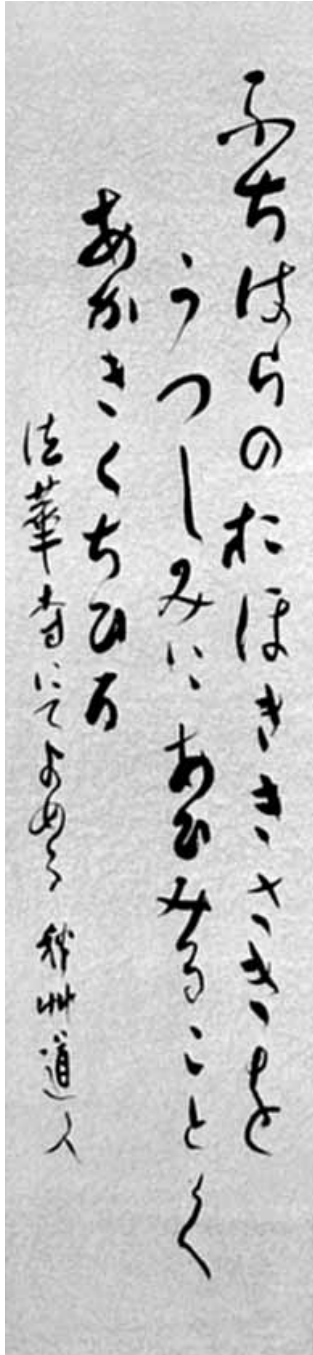 ふちはらのおほききさきを
うつしみにあひみることく
あかきくちひる
法華寺にてよめる 秋艸道人